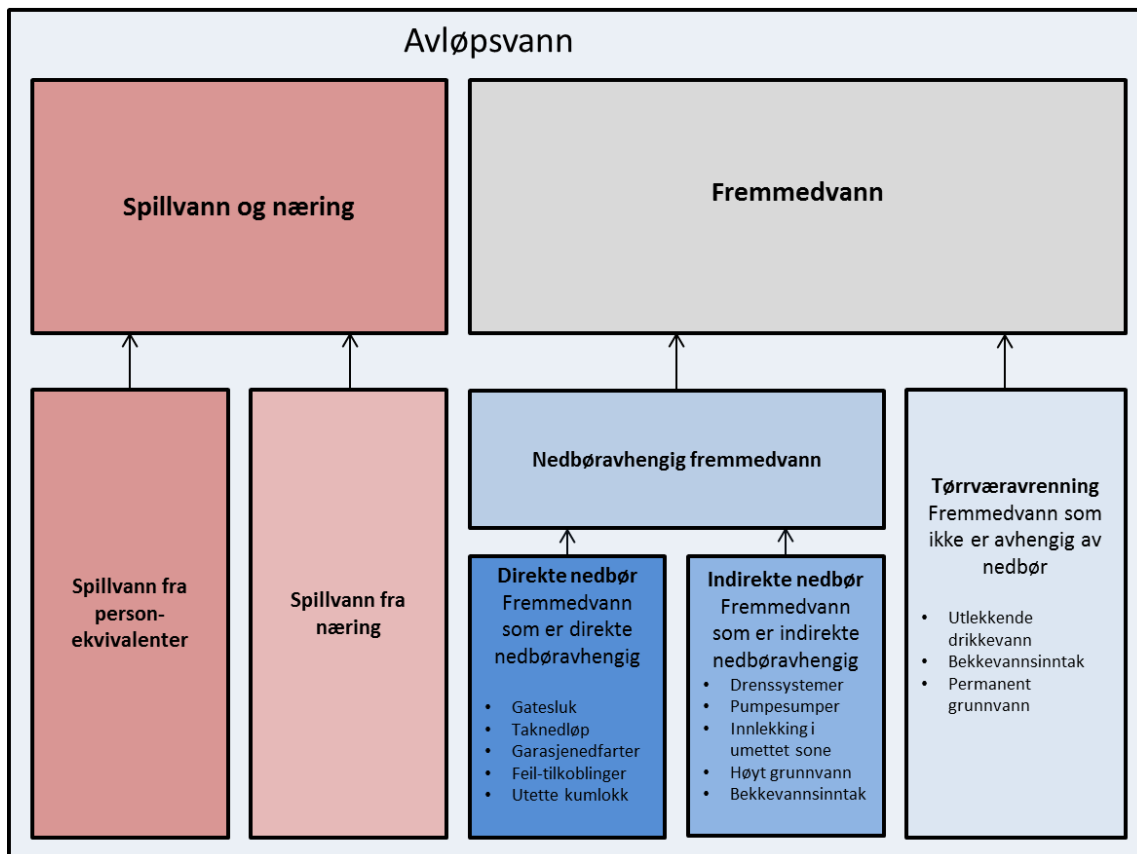 Avløpsvann
Spillvann og næring
Fremmedvann
Spillvann fra
person-
ekvivalenter
Spillvann fra
næring
Nedbøravhengig fremmedvann
Direkte nedbør
Fremmedvann
som er direkte
nedbøravhengig
• Gatesluk
• Taknedløp
• Garasjenedfarter
• Feil-tilkoblinger
• Utette kumlokk
Indirekte nedbør
Fremmedvann
som er indirekte
nedbøravhengig
• Drenssystemer
• Pumpesumper
• Innlekking i
umettet sone
• Høyt grunnvann
• Bekkevannsinntak
Tørrværavrenning
Fremmedvann som
ikke er avhengig av
nedbør
• Utlekkende
drikkevann
• Bekkevannsinntak
• Permanent
grunnvann